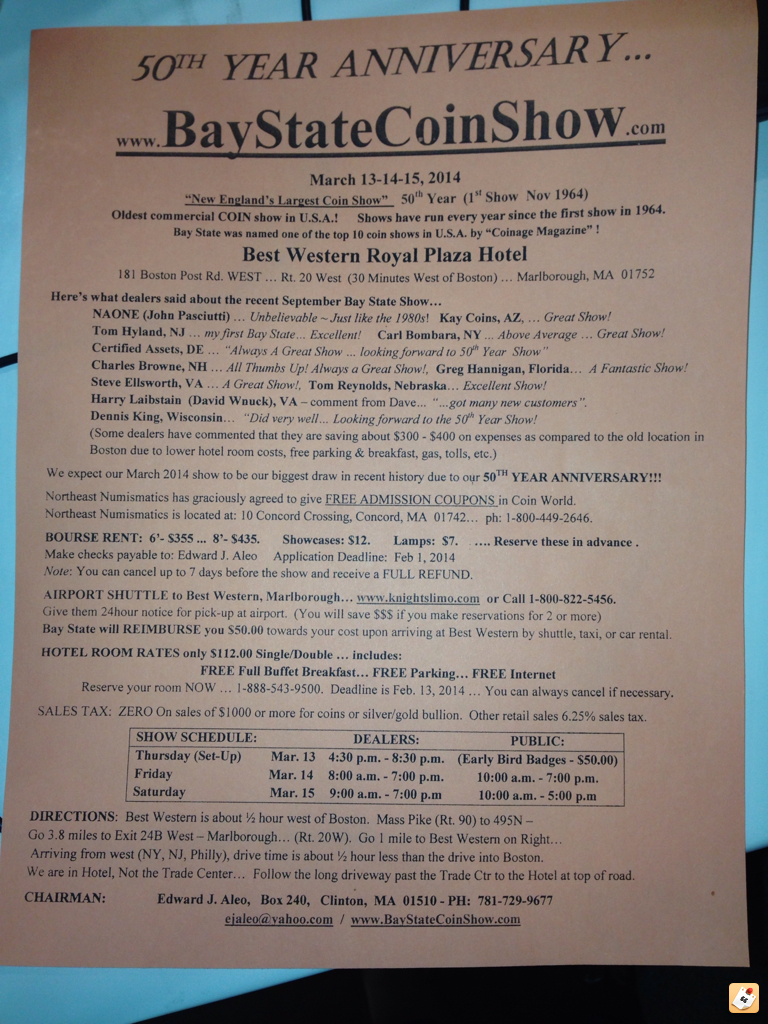 50TH YEAR ANNIVERSARY...
www.BayStateCoinShow.com
March 13-14-15, 2014
"New England's Largest Coin Show" 50th Year (1st Show Nov 1964)
Oldest commercial COIN show in U.S.A.! Shows have run every year since the first show in 1964.
Bay State was named one of the top 10 coin shows in U.S.A. by "Coinage Magazine" !
Best Western Royal Plaza Hotel
181 Boston Post Rd. WEST ... Rt. 20 West (30 Minutes West of Boston) ... Marlborough, MA 01752
Here's what dealers said about the recent September Bay State Show...
NAONE (John Pasciutti) ... Unbelievable ~ Just like the 1980s! Kay Coins, AZ, ... Great Show!
Tom Hyland, NJ ... my first Bay State... Excellent! Carl Bombara, NY ... Above Average ... Great Show!
Certified Assets, DE ... "Always A Great Show ... looking forward to 50th Year Show"
Charles Browne, NH ... All Thumbs Up! Always a Great Show!, Greg Hannigan, Florida... A Fantastic Show!
Steve Ellsworth, VA ... A Great Show!, Tom Reynolds, Nebraska... Excellent Show!
Harry Laibstain (David Wnuck), VA – comment from Dave... "...got many new customers".
Dennis King, Wisconsin... "Did very well... Looking forward to the 50th Year Show!
(Some dealers have commented that they are saving about $300 - $400 on expenses as compared to the old location in
Boston due to lower hotel room costs, free parking & breakfast, gas, tolls, etc.)
We expect our March 2014 show to be our biggest draw in recent history due to our 50TH YEAR ANNIVERSARY!!!
Northeast Numismatics has graciously agreed to give FREE ADMISSION COUPONS in Coin World.
Northeast Numismatics is located at: 10 Concord Crossing, Concord, MA 01742... ph: 1-800-449-2646.
BOURSE RENT: 6'- $355 ... 8'- $435. Showcases: $12. Lamps: $7. .... Reserve these in advance .
Make checks payable to: Edward J. Aleo Application Deadline: Feb 1, 2014
Note: You can cancel up to 7 days before the show and receive a FULL REFUND.
AIRPORT SHUTTLE to Best Western, Marlborough... www.knightslimo.com or Call 1-800-822-5456.
Give them 24hour notice for pick-up at airport. (You will save $$$ if you make reservations for 2 or more)
Bay State will REIMBURSE you $50.00 towards your cost upon arriving at Best Western by shuttle, taxi, or car rental.
HOTEL ROOM RATES only $112.00 Single/Double ... includes:
FREE Full Buffet Breakfast... FREE Parking... FREE Internet
Reserve your room NOW ... 1-888-543-9500. Deadline is Feb. 13, 2014 ... You can always cancel if necessary.
SALES TAX: ZERO On sales of $1000 or more for coins or silver/gold bullion. Other retail sales 6.25% sales tax.
SHOW SCHEDULE: DEALERS: PUBLIC:
Thursday (Set-Up) Mar. 13 4:30 p.m. - 8:30 p.m. (Early Bird Badges - $50.00)
Friday Mar. 14 8:00 a.m. - 7:00 p.m. 10:00 a.m. - 7:00 p.m.
Saturday Mar. 15 9:00 a.m. - 7:00 p.m 10:00 a.m. - 5:00 p.m
DIRECTIONS: Best Western is about ½ hour west of Boston. Mass Pike (Rt. 90) to 495N –
Go 3.8 miles to Exit 24B West – Marlborough... (Rt. 20W). Go 1 mile to Best Western on Right...
Arriving from west (NY, NJ, Philly), drive time is about ½ hour less than the drive into Boston.
We are in Hotel, Not the Trade Center... Follow the long driveway past the Trade Ctr to the Hotel at top of road.
CHAIRMAN: Edward J. Aleo, Box 240, Clinton, MA 01510 - PH: 781-729-9677
ejaleo@yahoo.com / www.BayStateCoinShow.com